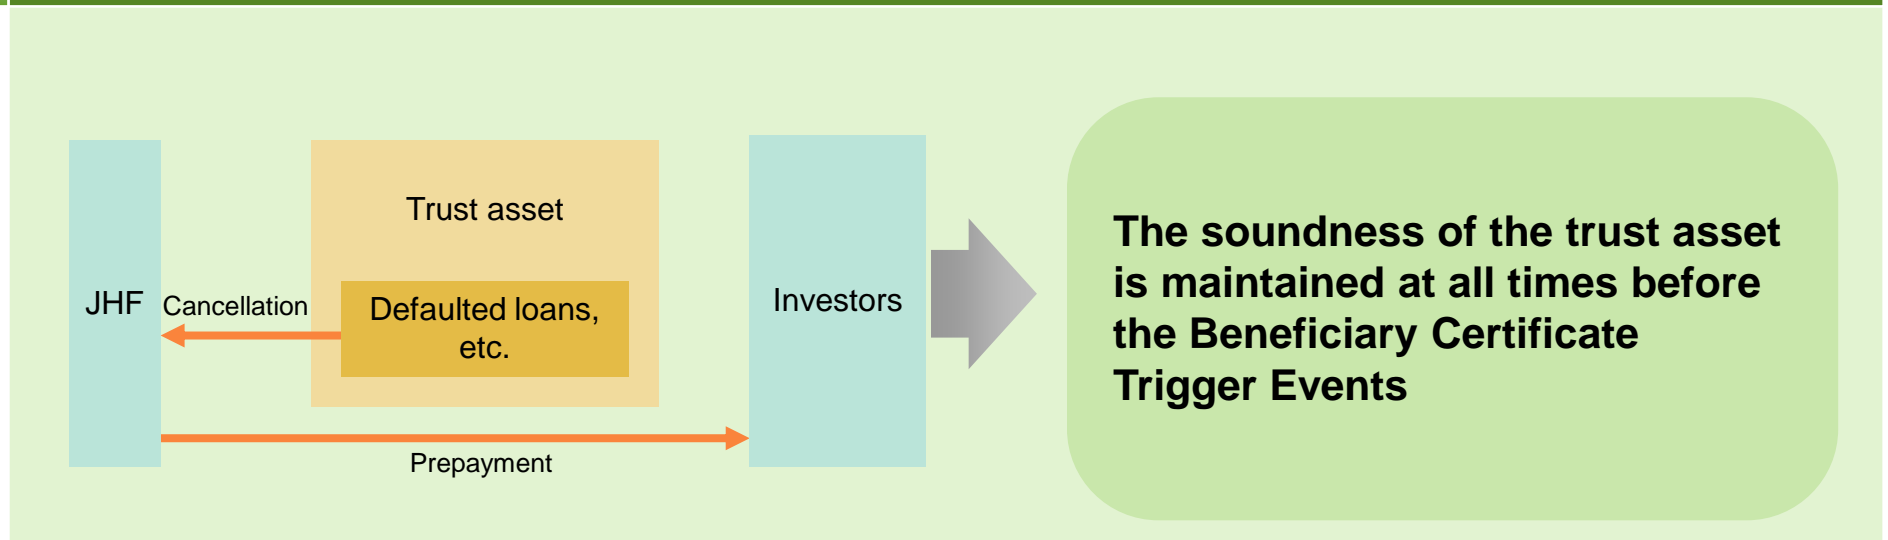 Trust asset
JHF
Cancellation
Defaulted loans,
etc.
Investors
Prepayment
The soundness of the trust asset
is maintained at all times before
the Beneficiary Certificate
Trigger Events